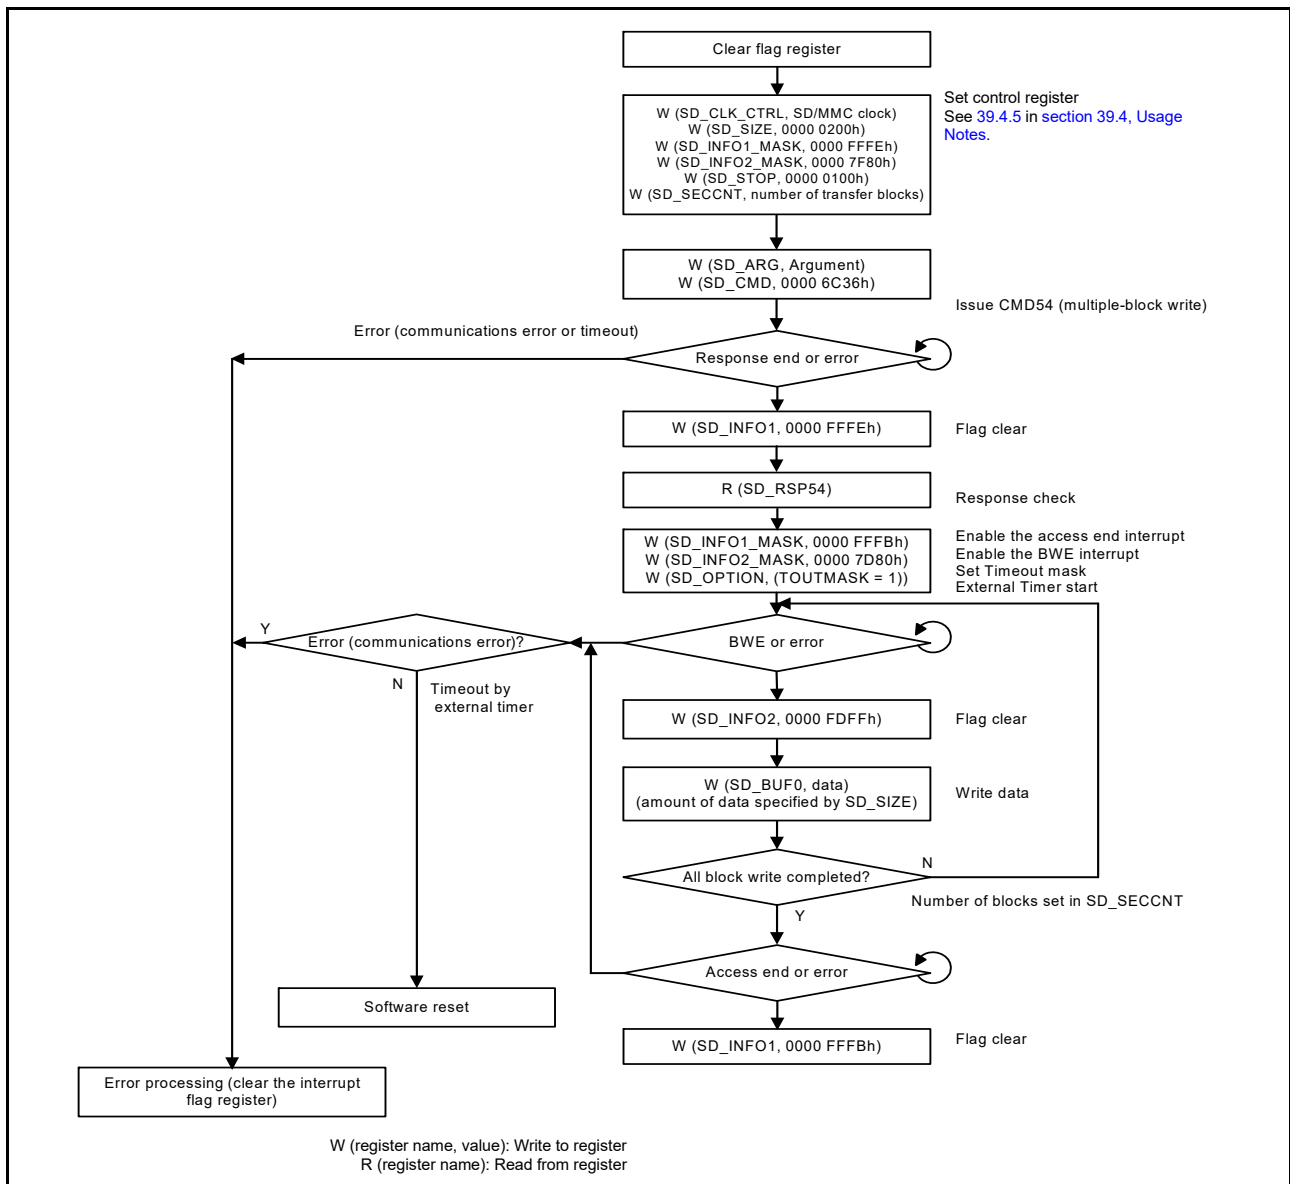 Clear flag register
W (SD_CLK_CTRL, SD/MMC clock)
W (SD_SIZE, 0000 0200h)
W (SD_INFO1_MASK, 0000 FFFEh)
W (SD_INFO2_MASK, 0000 7F80h)
W (SD_STOP, 0000 0100h)
W (SD_SECCNT, number of transfer blocks)
Set control register
See 39.4.5 in section 39.4, Usage
Notes.
W (SD_ARG, Argument)
W (SD_CMD, 0000 6C36h)
Issue CMD54 (multiple-block write)
Error (communications error or timeout)
Response end or error
W (SD_INFO1, 0000 FFFEh)
Flag clear
R (SD_RSP54)
Response check
W (SD_INFO1_MASK, 0000 FFFBh)
W (SD_INFO2_MASK, 0000 7D80h)
W (SD_OPTION, (TOUTMASK = 1))
Enable the access end interrupt
Enable the BWE interrupt
Set Timeout mask
External Timer start
Y
Error (communications error)?
BWE or error
N
Timeout by
external timer
W (SD_INFO2, 0000 FDFFh)
Flag clear
W (SD_BUF0, data)
(amount of data specified by SD_SIZE)
Write data
All block write completed?
N
Number of blocks set in SD_SECCNT
Y
Access end or error
Software reset
W (SD_INFO1, 0000 FFFBh)
Flag clear
Error processing (clear the interrupt
flag register)
W (register name, value): Write to register
R (register name): Read from register